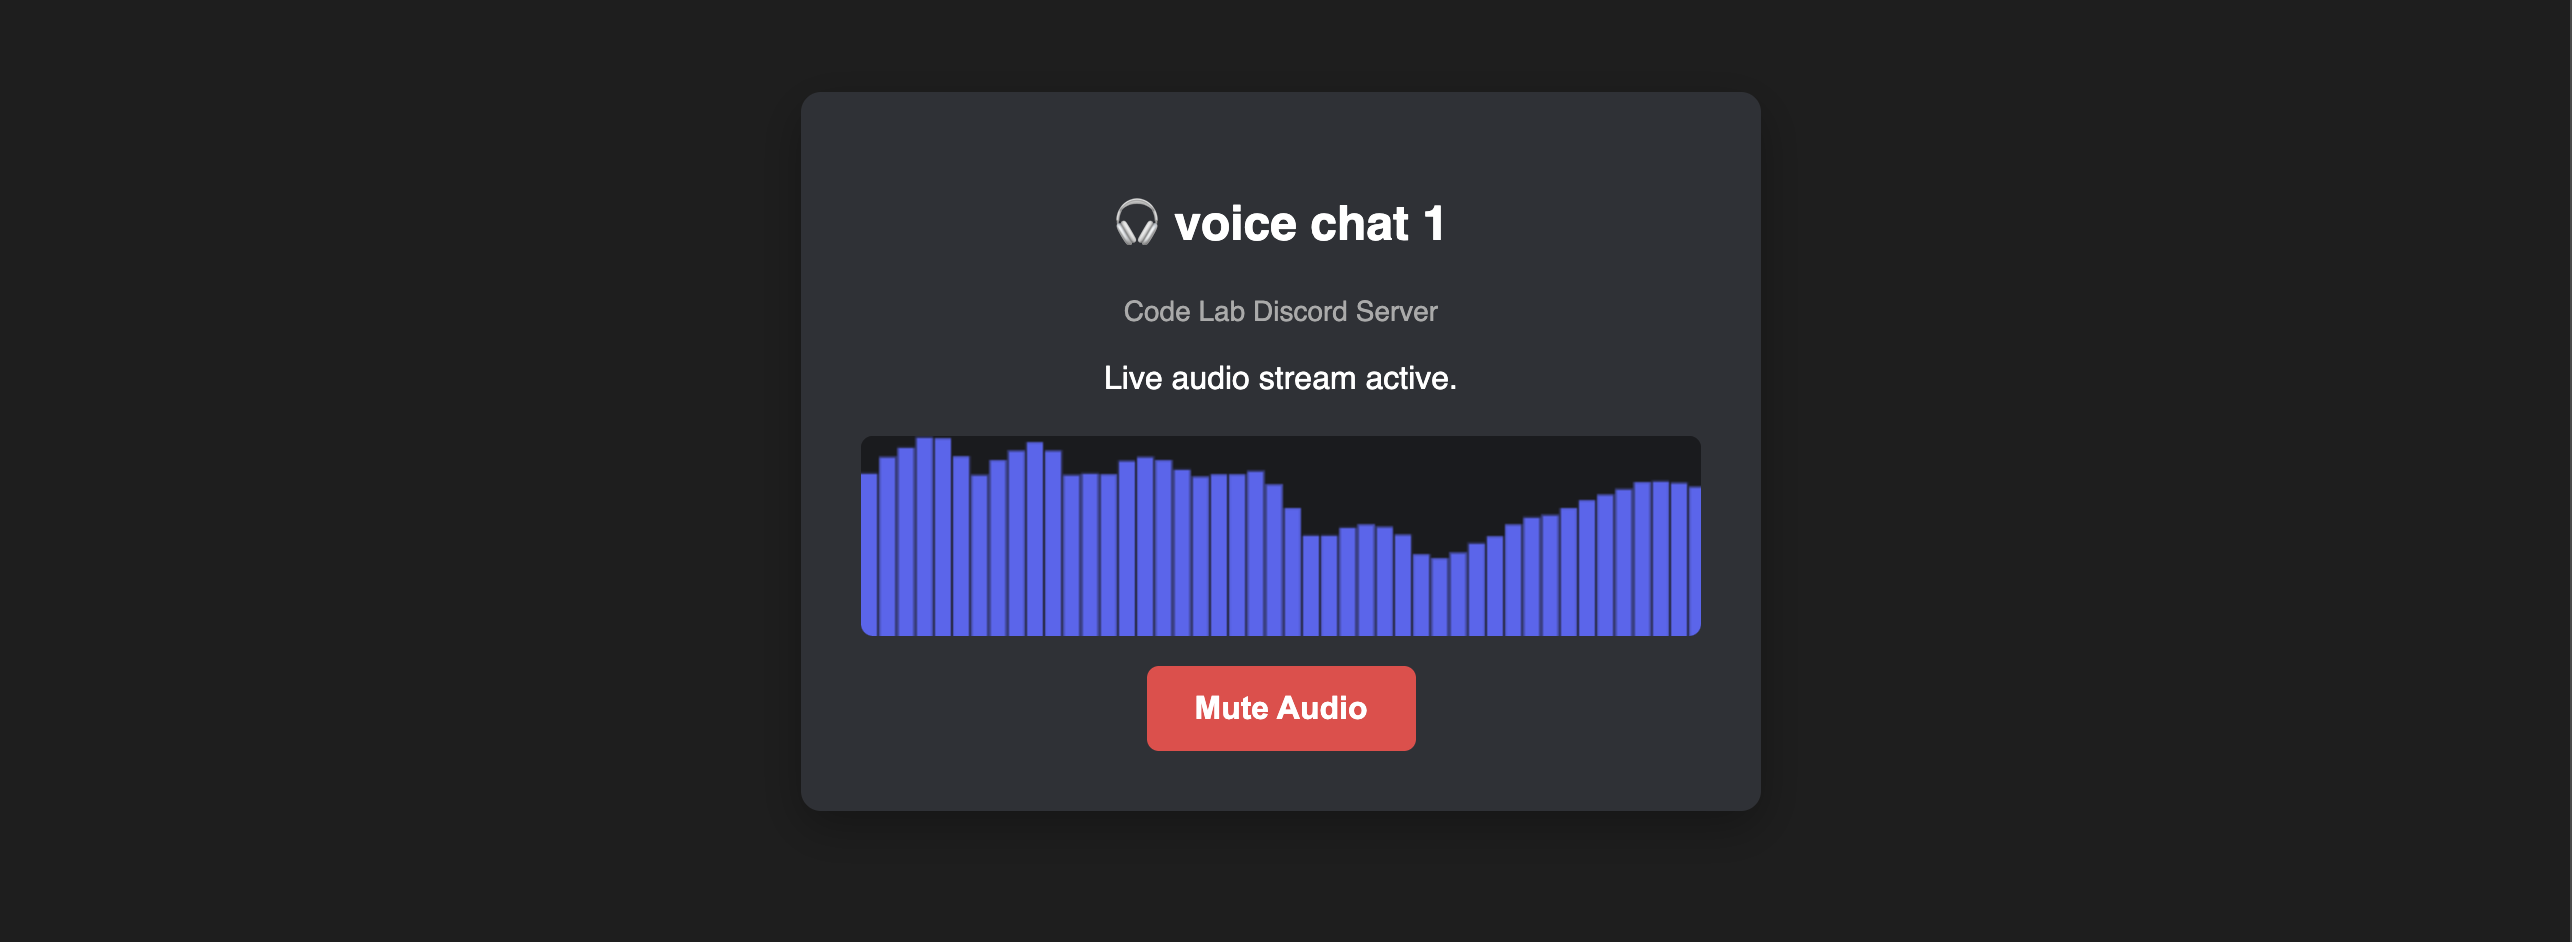 🎧 voice chat 1
Code Lab Discord Server
Live audio stream active.
Mute Audio